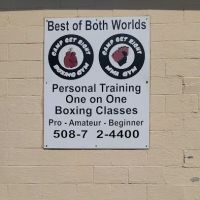 Best of Both Worlds
CAMP GET RIGHT
BOXING GYM
CAMP GET RIGHT
MMA GYM
Personal Training
One on One
Boxing Classes
Pro - Amateur - Beginner
508-7 2-4400